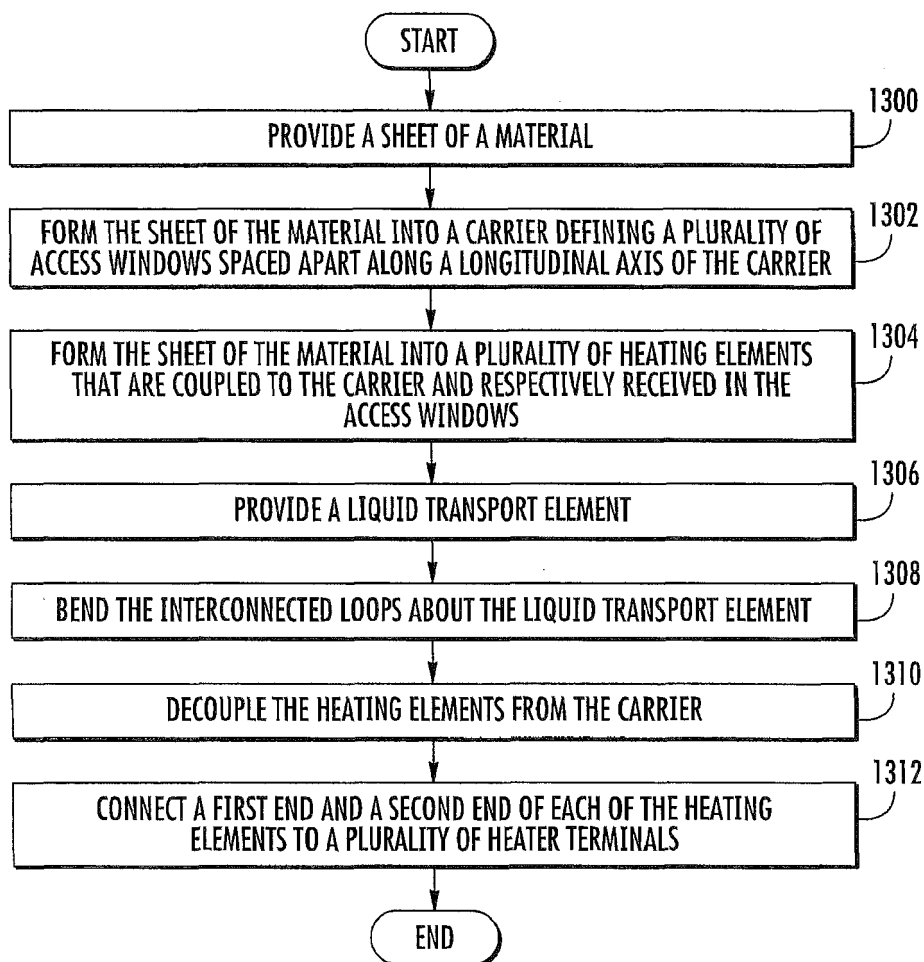 START
1300
PROVIDE A SHEET OF A MATERIAL
1302
FORM THE SHEET OF THE MATERIAL INTO A CARRIER DEFINING A PLURALITY OF
ACCESS WINDOWS SPACED APART ALONG A LONGITUDINAL AXIS OF THE CARRIER
1304
FORM THE SHEET OF THE MATERIAL INTO A PLURALITY OF HEATING ELEMENTS
THAT ARE COUPLED TO THE CARRIER AND RESPECTIVELY RECEIVED IN THE
ACCESS WINDOWS
1306
PROVIDE A LIQUID TRANSPORT ELEMENT
1308
BEND THE INTERCONNECTED LOOPS ABOUT THE LIQUID TRANSPORT ELEMENT
1310
DECOUPLE THE HEATING ELEMENTS FROM THE CARRIER
1312
CONNECT A FIRST END AND A SECOND END OF EACH OF THE HEATING
ELEMENTS TO A PLURALITY OF HEATER TERMINALS
END